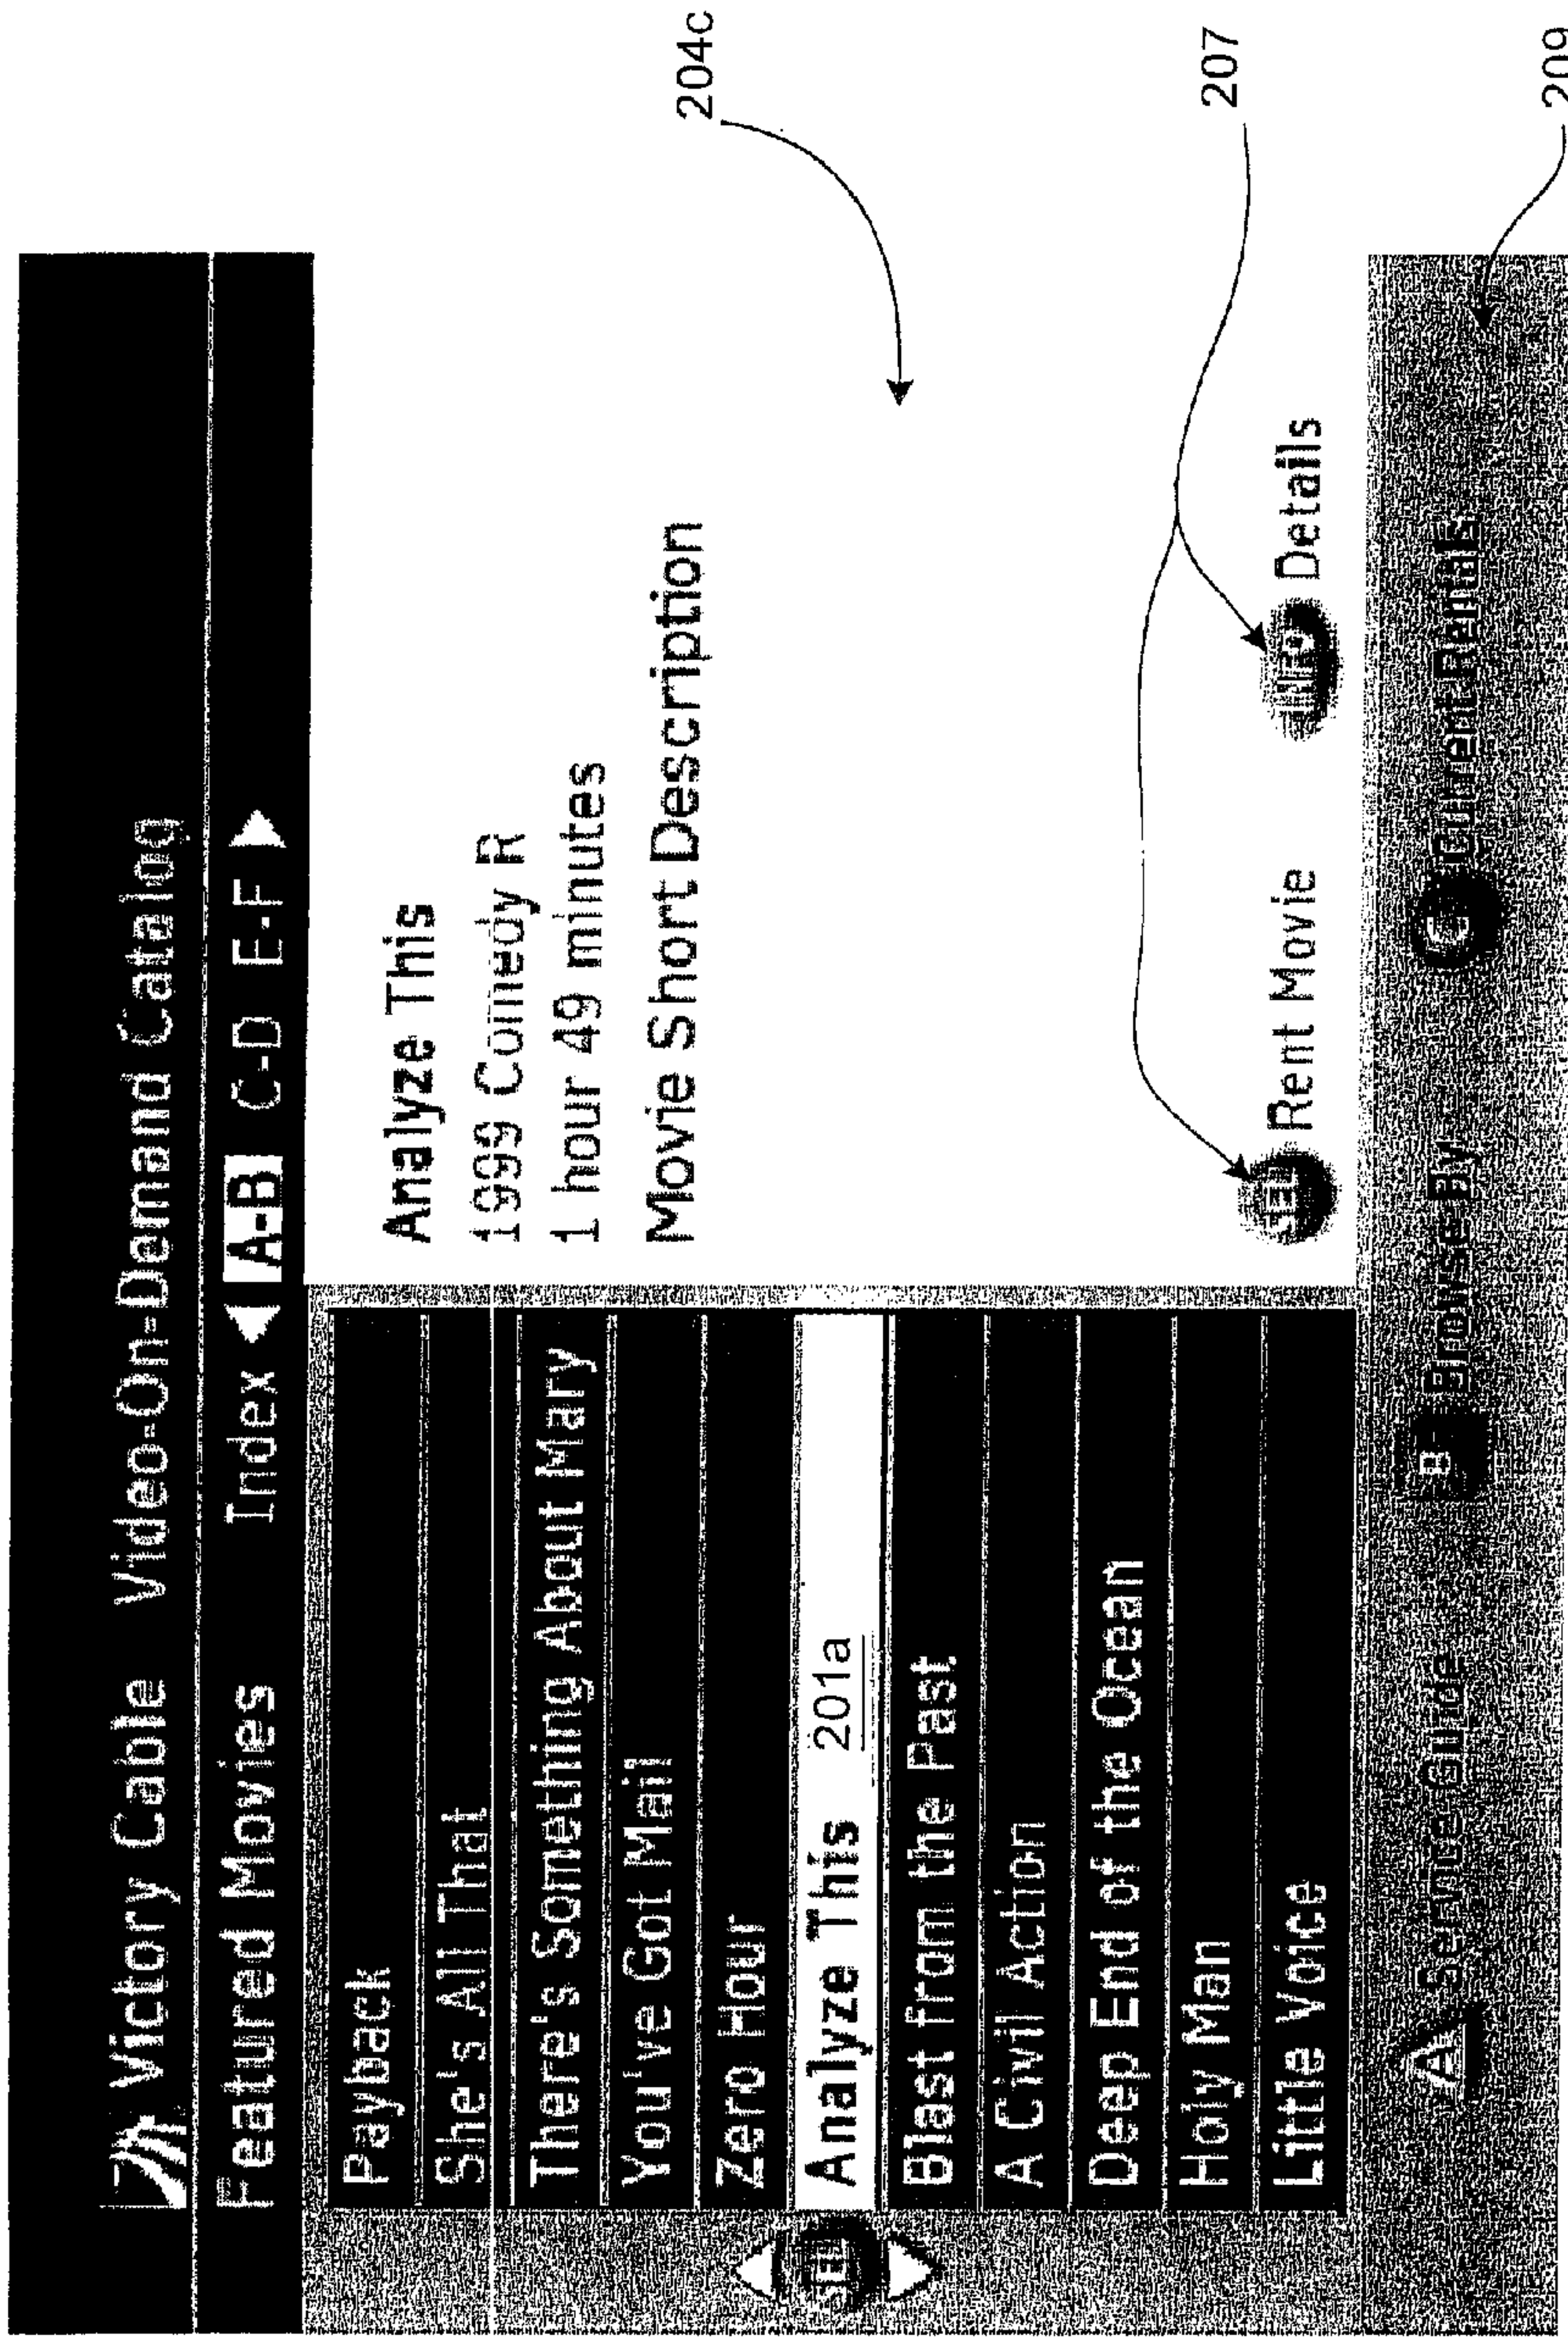 Victory Cable Video-On-Demand Catalog
Featured Movies Index A-B C-D E-F
Payback
She's All That
There's Something About Mary
You've Got Mail
Zero Hour
Analyze This 201a
Blast from the Past
A Civil Action
Deep End of the Ocean
Holy Man
Little Voice
SEL
Analyze This
1999 Comedy R
1 hour 49 minutes
Movie Short Description
204c
SEL Rent Movie INFO Details
207
A Service Guide B Browse By C Current Rentals
209